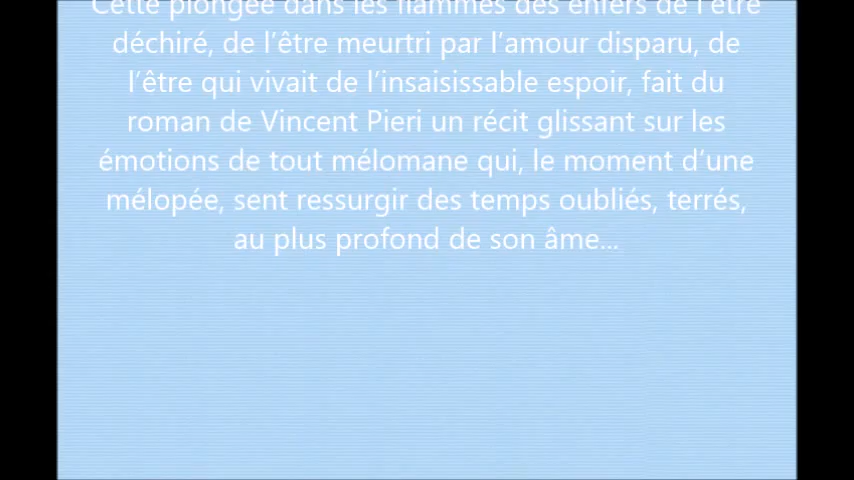 Cette plongée dans les flammes des enfers de l’être
déchiré, de l’être meurtri par l’amour disparu, de
l’être qui vivait de l’insaisissable espoir, fait du
roman de Vincent Pieri un récit glissant sur les
émotions de tout mélomane qui, le moment d’une
mélopée, sent ressurgir des temps oubliés, terrés,
au plus profond de son âme...